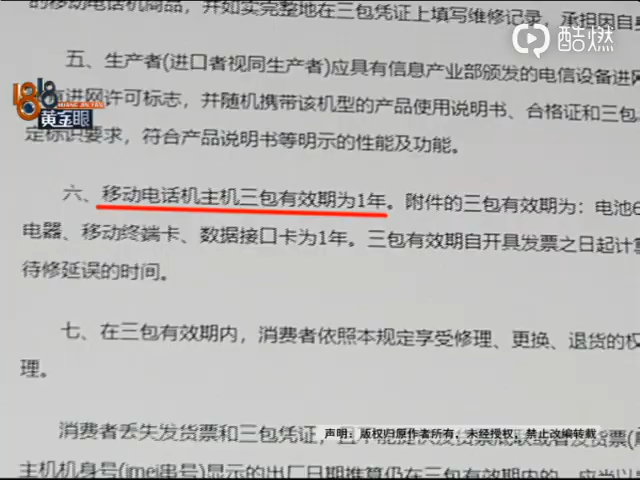 的移动电话机商品，并如实完整地在三包凭证上填写维修记录，承担因自身
酷燃
五、生产者(进口者视同生产者)应具有信息产业部颁发的电信设备进网
1818
HUANG JIN YAN
黄金眼
进网许可标志，并随机携带该机型的产品使用说明书、合格证和三包
定标识要求，符合产品说明书等明示的性能及功能。
六、移动电话机主机三包有效期为1年。附件的三包有效期为：电池6
电器、移动终端卡、数据接口卡为1年。三包有效期自开具发票之日起计算
待修延误的时间。
七、在三包有效期内，消费者依照本规定享受修理、更换、退货的权
理。
消费者丢失发货票和三包凭证，
声明：版权归原作者所有，未经授权，禁止改编转载
主机机身号(imei串号)显示的出厂日期推算仍在三包有效期内的，应当以